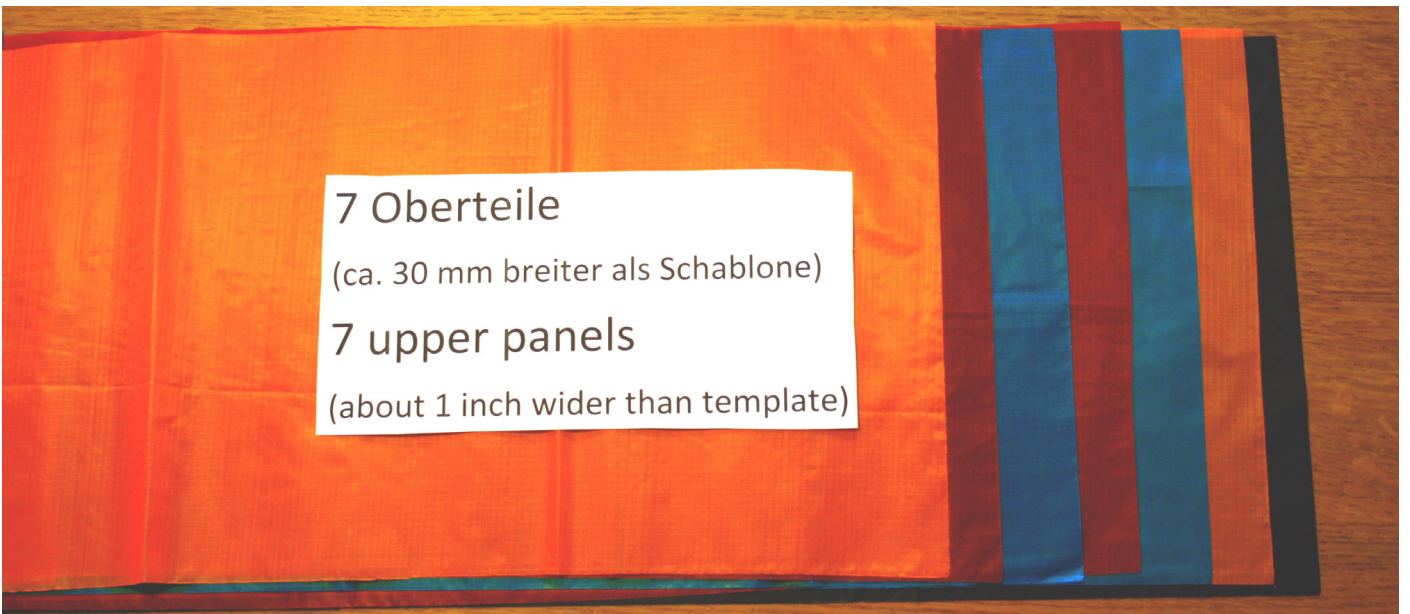 7 Oberteile
(ca. 30 mm breiter als Schablone)
7 upper panels
(about 1 inch wider than template)